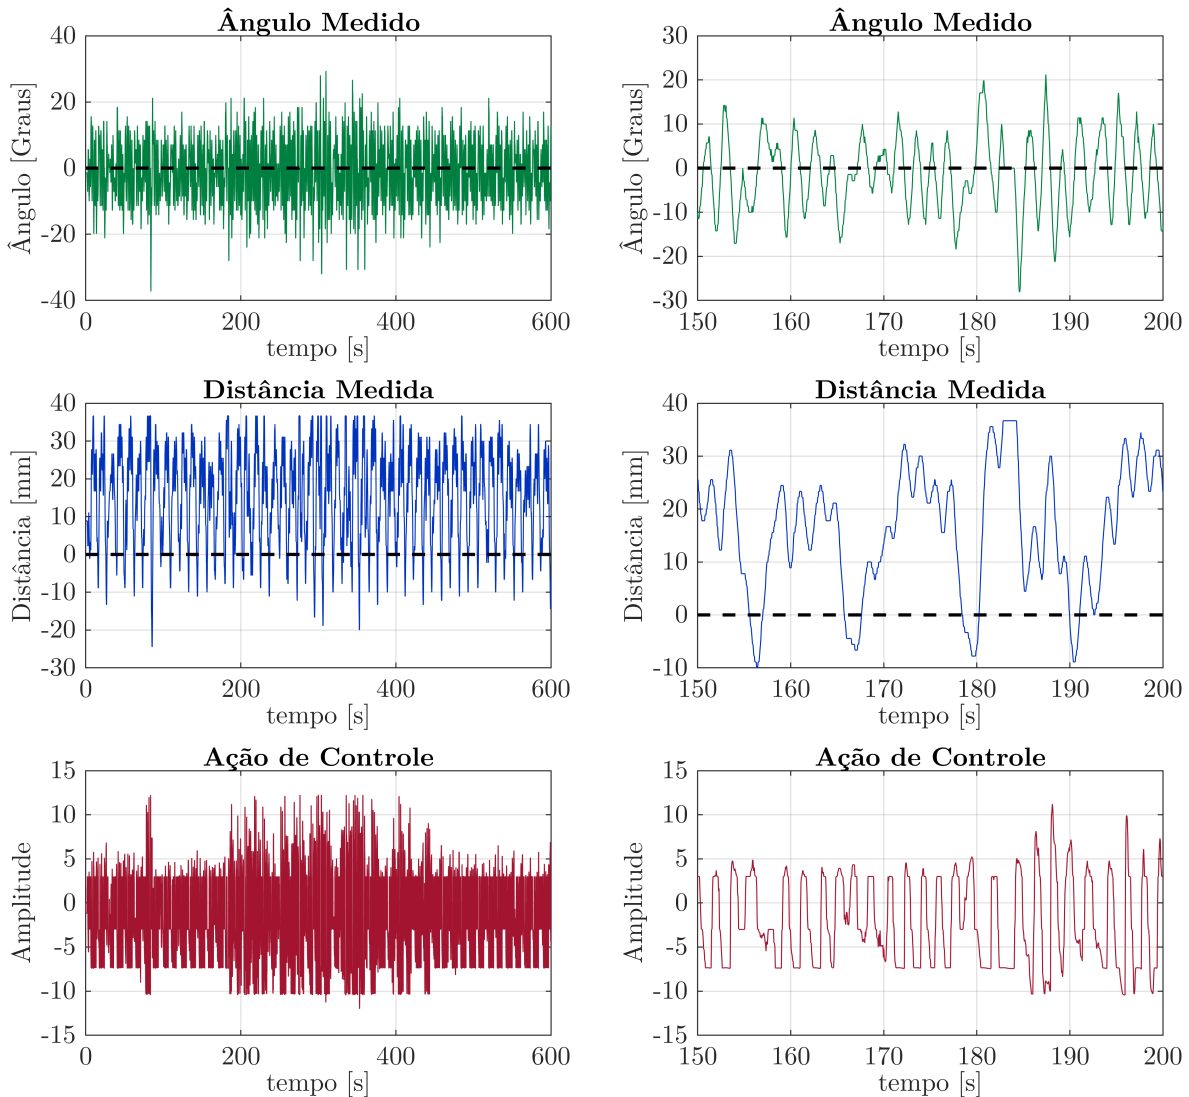 Ângulo Medido
Ângulo [Graus]
40
20
0
-20
-40
0 200 400 600
tempo [s]
Ângulo Medido
Ângulo [Graus]
30
20
10
0
-10
-20
-30
150 160 170 180 190 200
tempo [s]
Distância Medida
Distância [mm]
40
30
20
10
0
-10
-20
-30
0 200 400 600
tempo [s]
Distância Medida
Distância [mm]
40
30
20
10
0
-10
150 160 170 180 190 200
tempo [s]
Ação de Controle
Amplitude
15
10
5
0
-5
-10
-15
0 200 400 600
tempo [s]
Ação de Controle
Amplitude
15
10
5
0
-5
-10
-15
150 160 170 180 190 200
tempo [s]